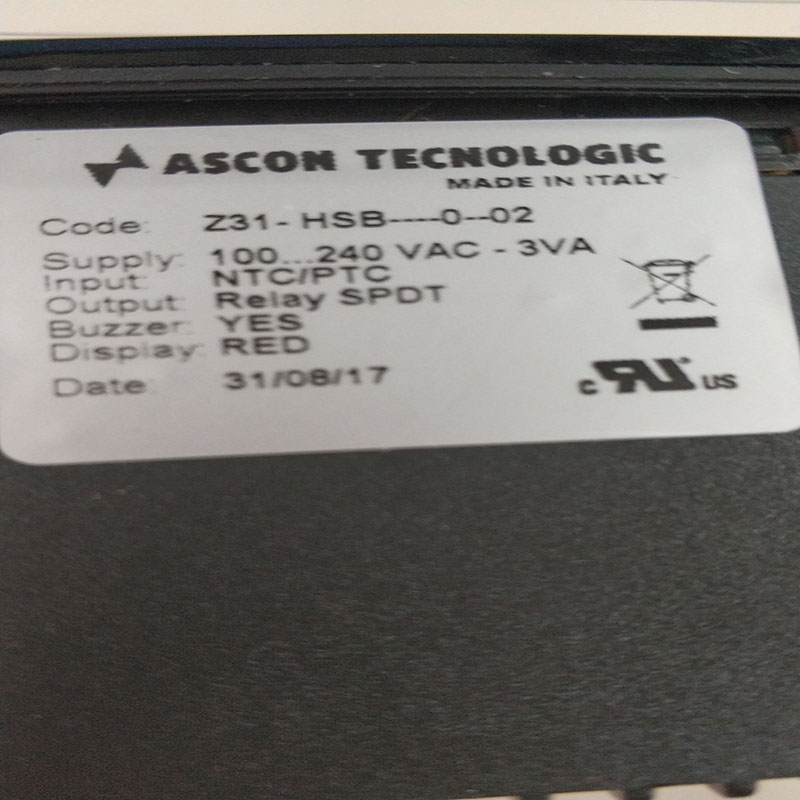 ASCON TECNOLOGIC
MADE IN ITALY
Code: Z31- HSB----0--02
Supply: 100...240 VAC - 3VA
Input: NTC/PTC
Output: Relay SPDT
Buzzer: YES
Display: RED
Date: 31/08/17
c RU US